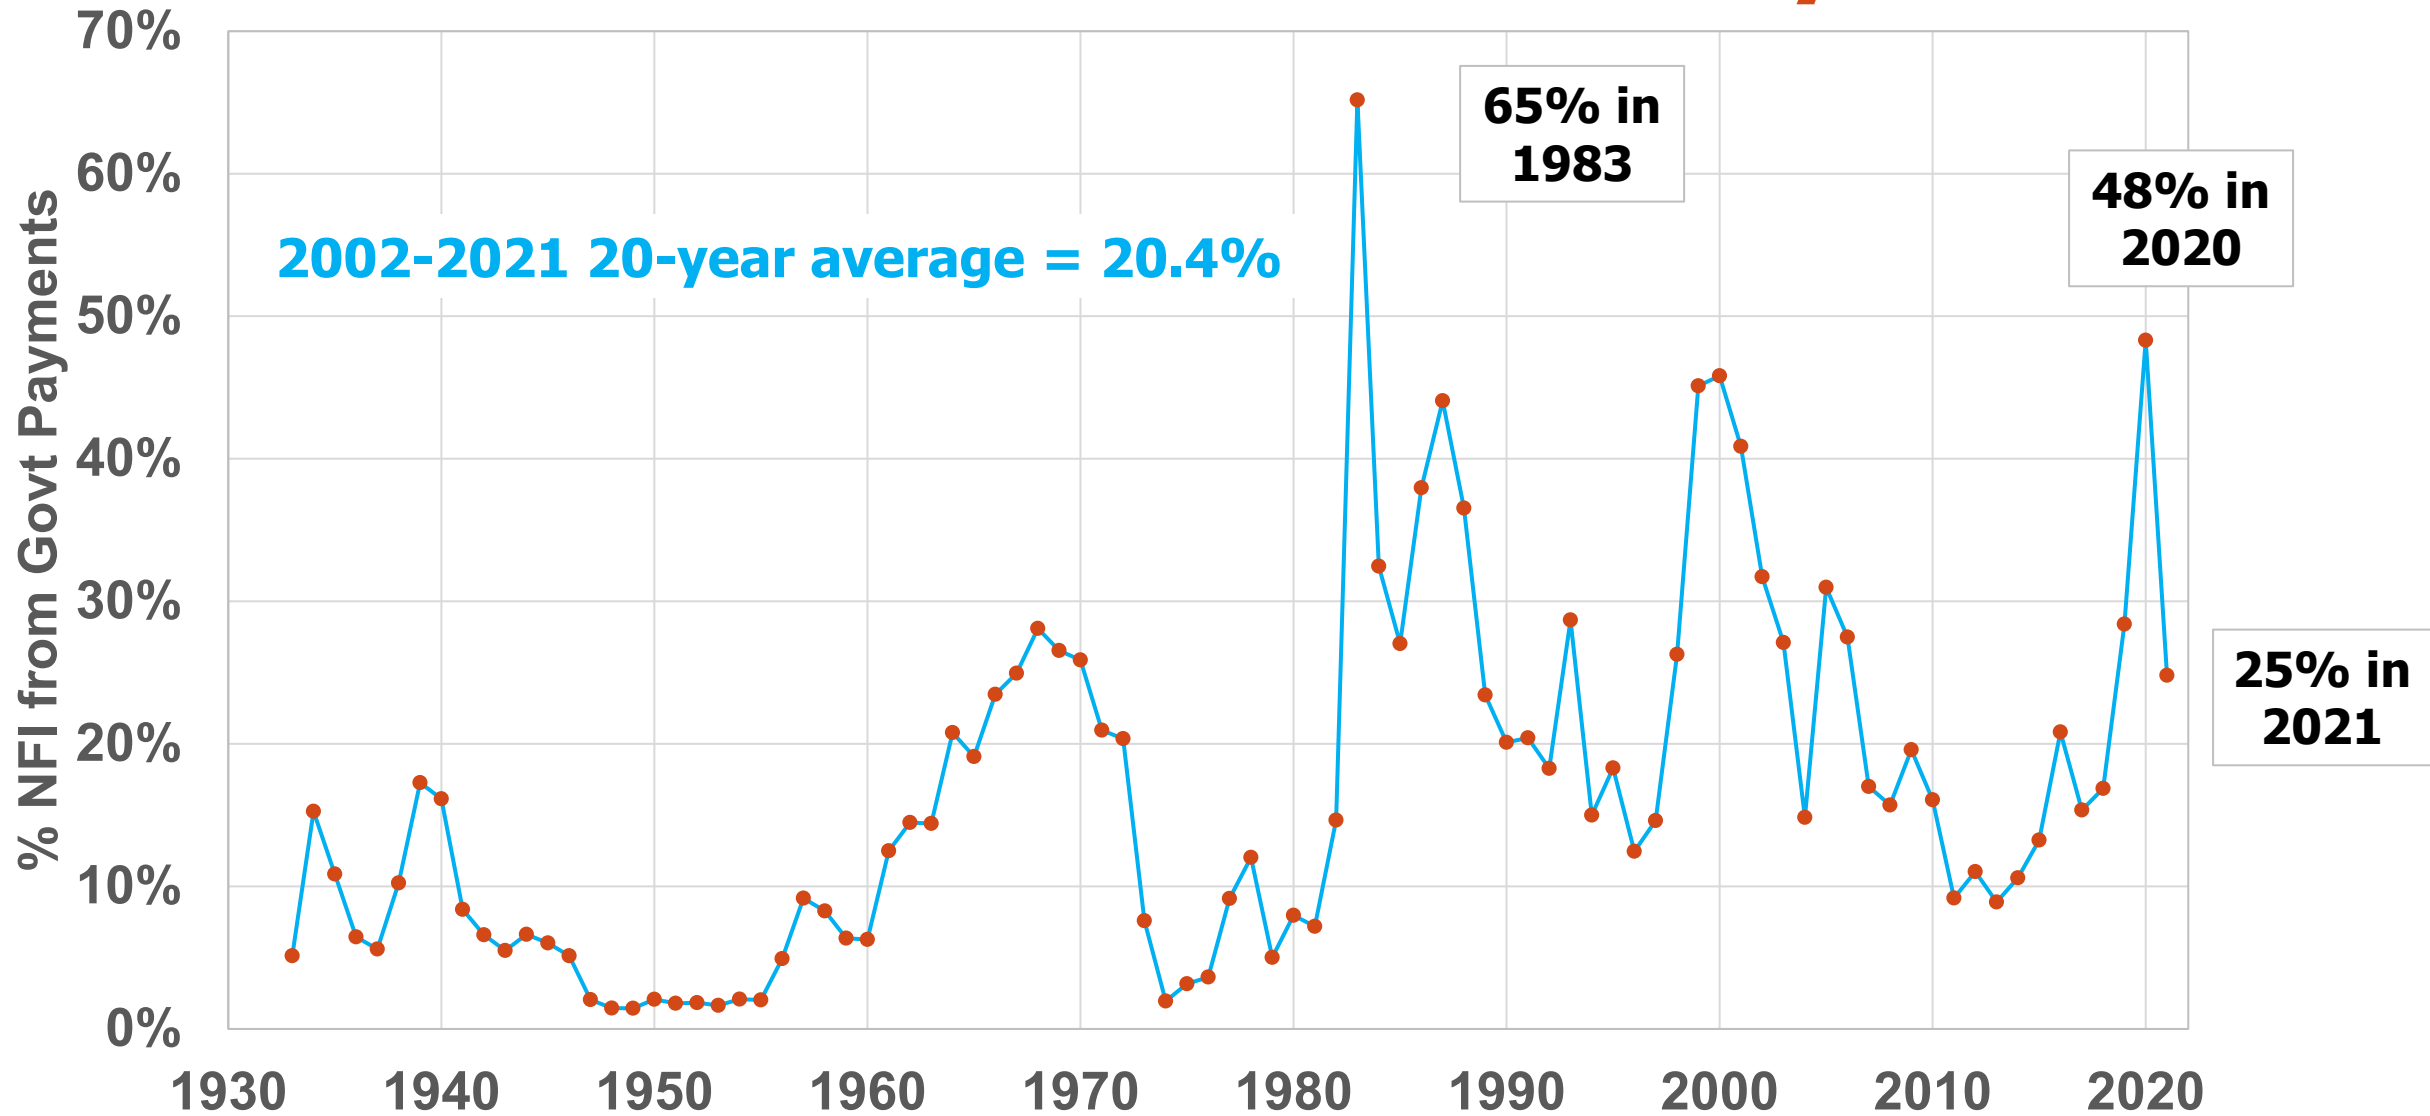 70%
60%
50%
40%
30%
20%
10%
0%
% NFI from Govt Payments
65% in
1983
48% in
2020
2002-2021 20-year average = 20.4%
25% in
2021
1930 1940 1950 1960 1970 1980 1990 2000 2010 2020